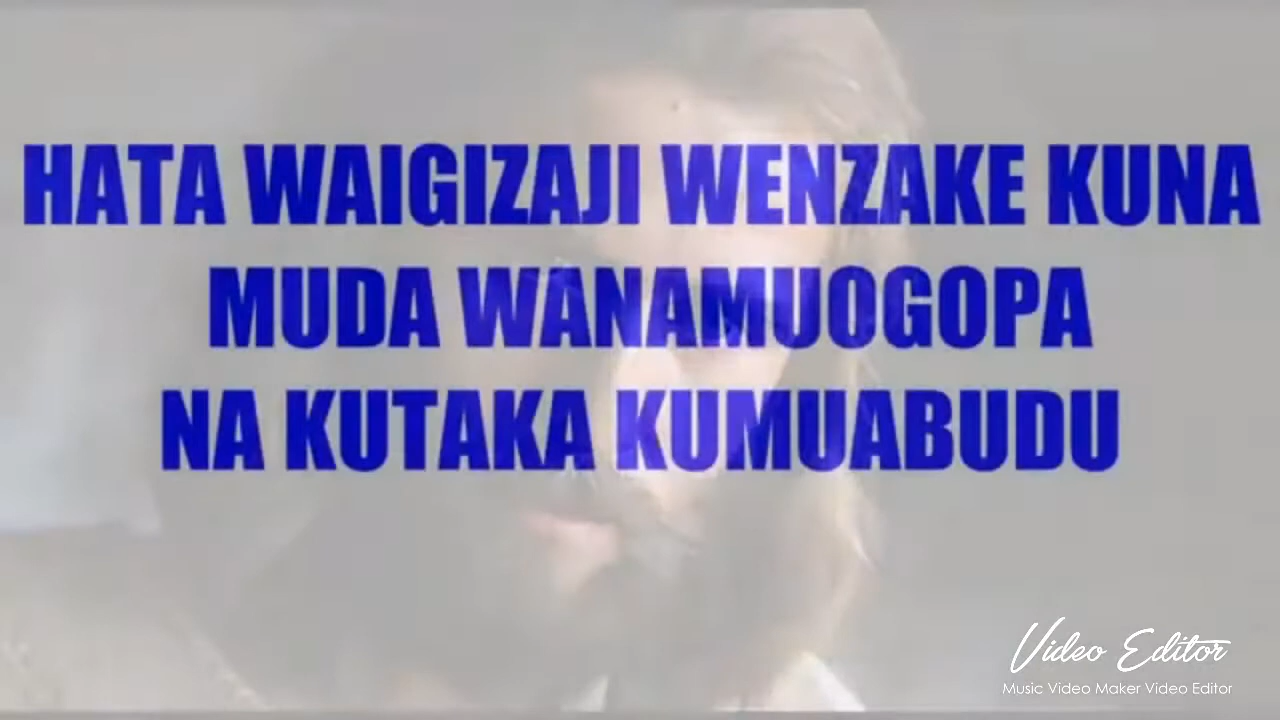 HATA WAIGIZAJI WENZAKE KUNA
MUDA WANAMUOGOPA
NA KUTAKA KUMUABUDU
Video Editor
Music Video Maker Video Editor